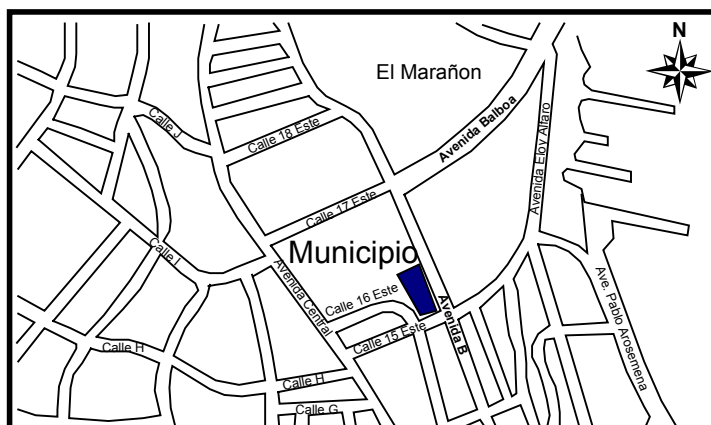 N
El Marañon
Calle J
Calle 18 Este
Avenida Balboa
Avenida Eloy Alfaro
Calle 17 Este
Municipio
Calle I
Avenida Central
Calle 16 Este
Avenida B
Ave. Pablo Arosemena
Calle 15 Este
Calle H
Calle H
Calle G